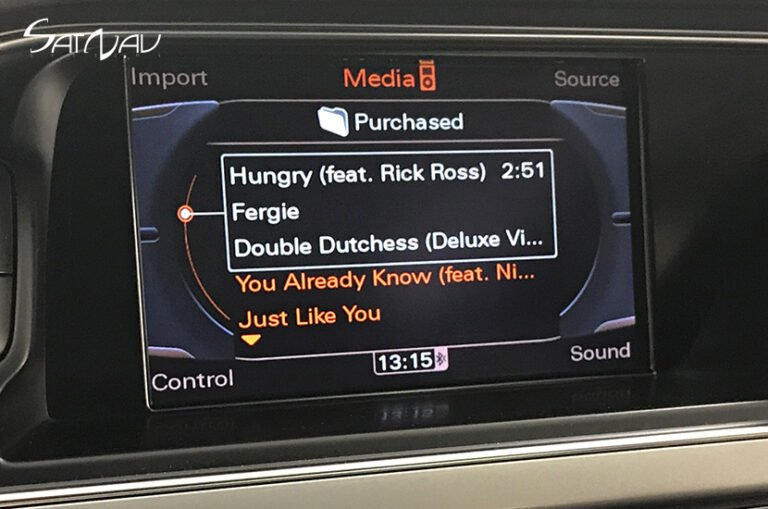 SatNav
Import Media Source
Purchased
Hungry (feat. Rick Ross) 2:51
Fergie
Double Dutchess (Deluxe Vi...
You Already Know (feat. Ni...
Just Like You
13:15
Control Sound